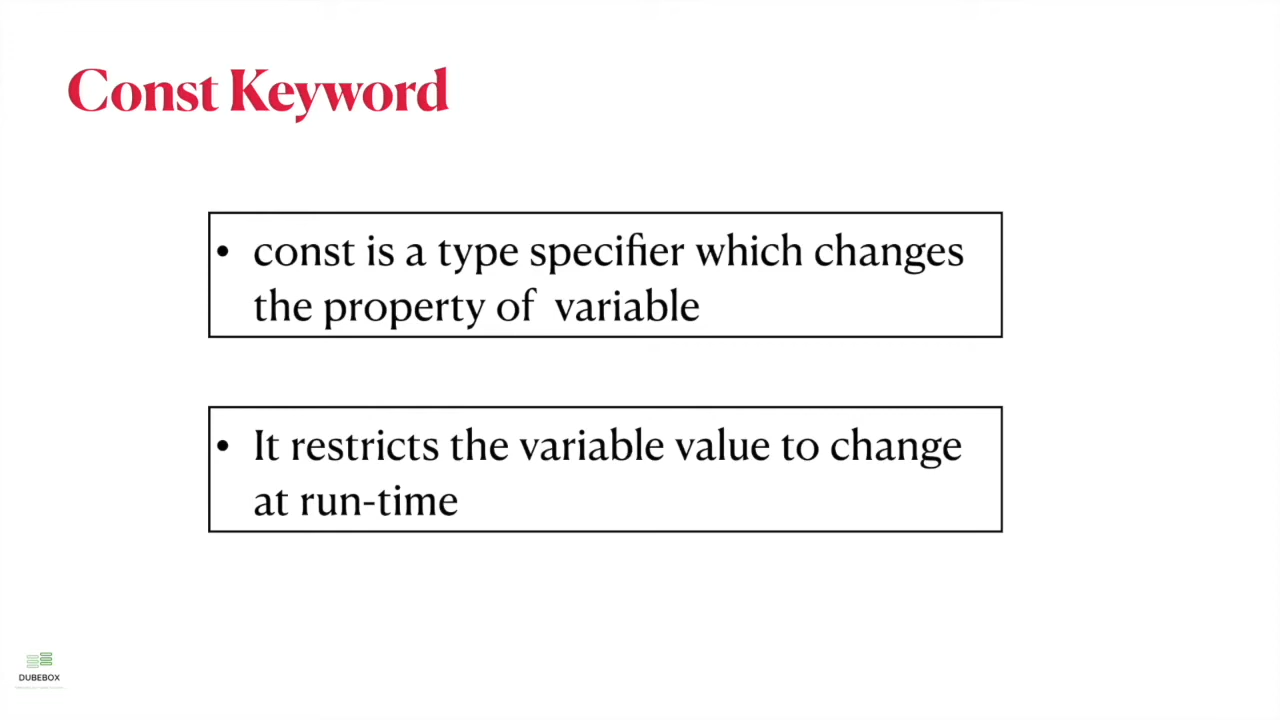 Const Keyword
• const is a type specifier which changes
the property of variable
• It restricts the variable value to change
at run-time
DUBEBOX